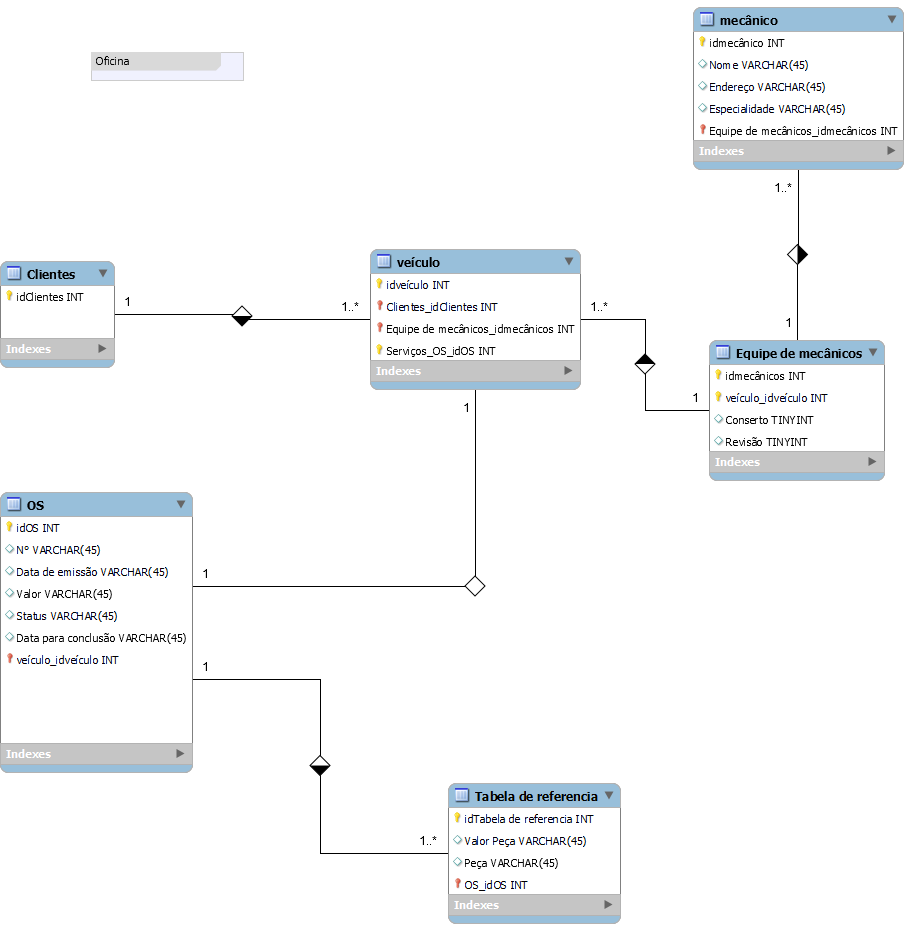 Oficina
mecânico
idmecânico INT
Nome VARCHAR(45)
Endereço VARCHAR(45)
Especialidade VARCHAR(45)
Equipe de mecânicos_idmecânicos INT
Indexes
1..*
1
Clientes
idClientes INT
Indexes
1
1..*
veículo
idveículo INT
Clientes_idClientes INT
Equipe de mecânicos_idmecânicos INT
Serviços_OS_idOS INT
Indexes
1..*
1
Equipe de mecânicos
idmecânicos INT
veículo_idveículo INT
Conserto TINYINT
Revisão TINYINT
Indexes
1
1
OS
idOS INT
Nº VARCHAR(45)
Data de emissão VARCHAR(45)
Valor VARCHAR(45)
Status VARCHAR(45)
Data para conclusão VARCHAR(45)
veículo_idveículo INT
Indexes
1
1..*
Tabela de referencia
idTabela de referencia INT
Valor Peça VARCHAR(45)
Peça VARCHAR(45)
OS_idOS INT
Indexes